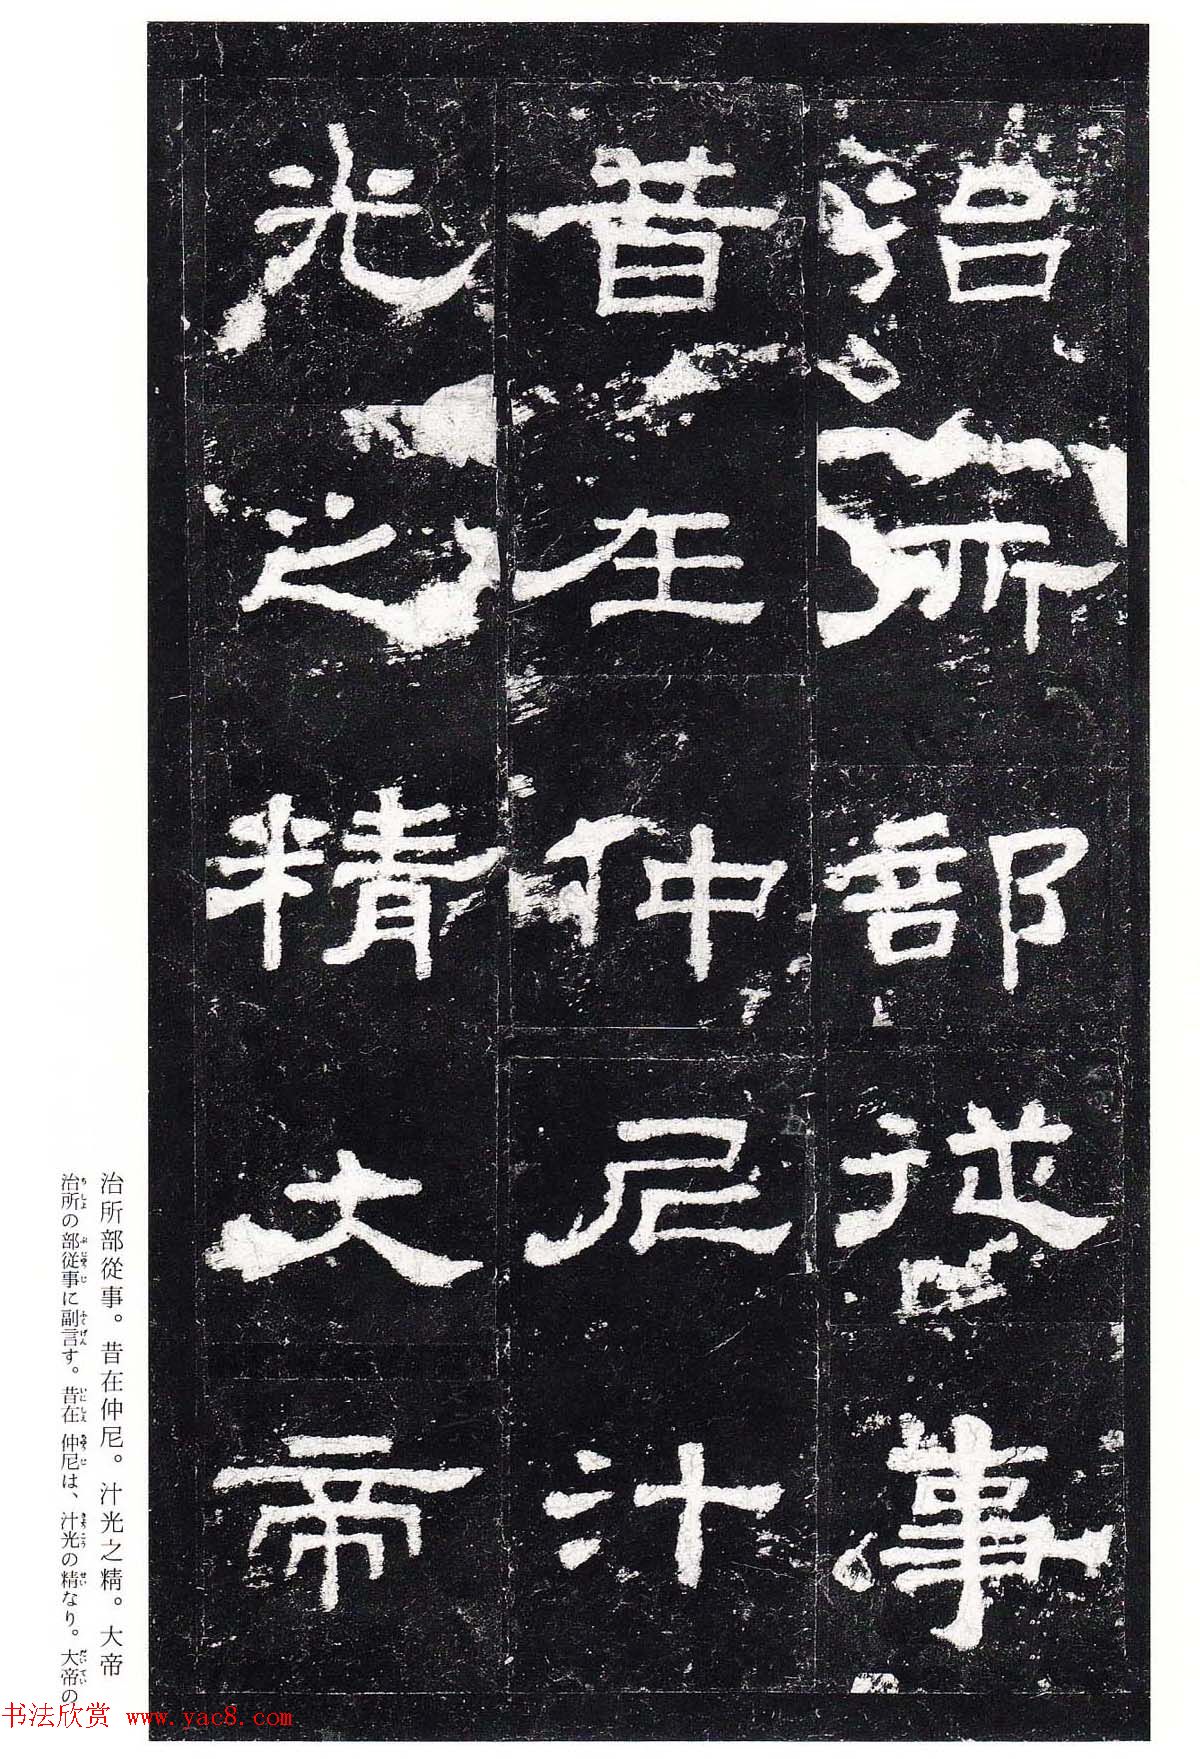 治所部從事
昔在仲尼汁
光之精大帝
治所部從事。昔在仲尼。汁光之精。大帝
治所の部従事に副言す。昔在仲尼は、汁光の精なり。大帝の
书法欣赏 www.yac8.com